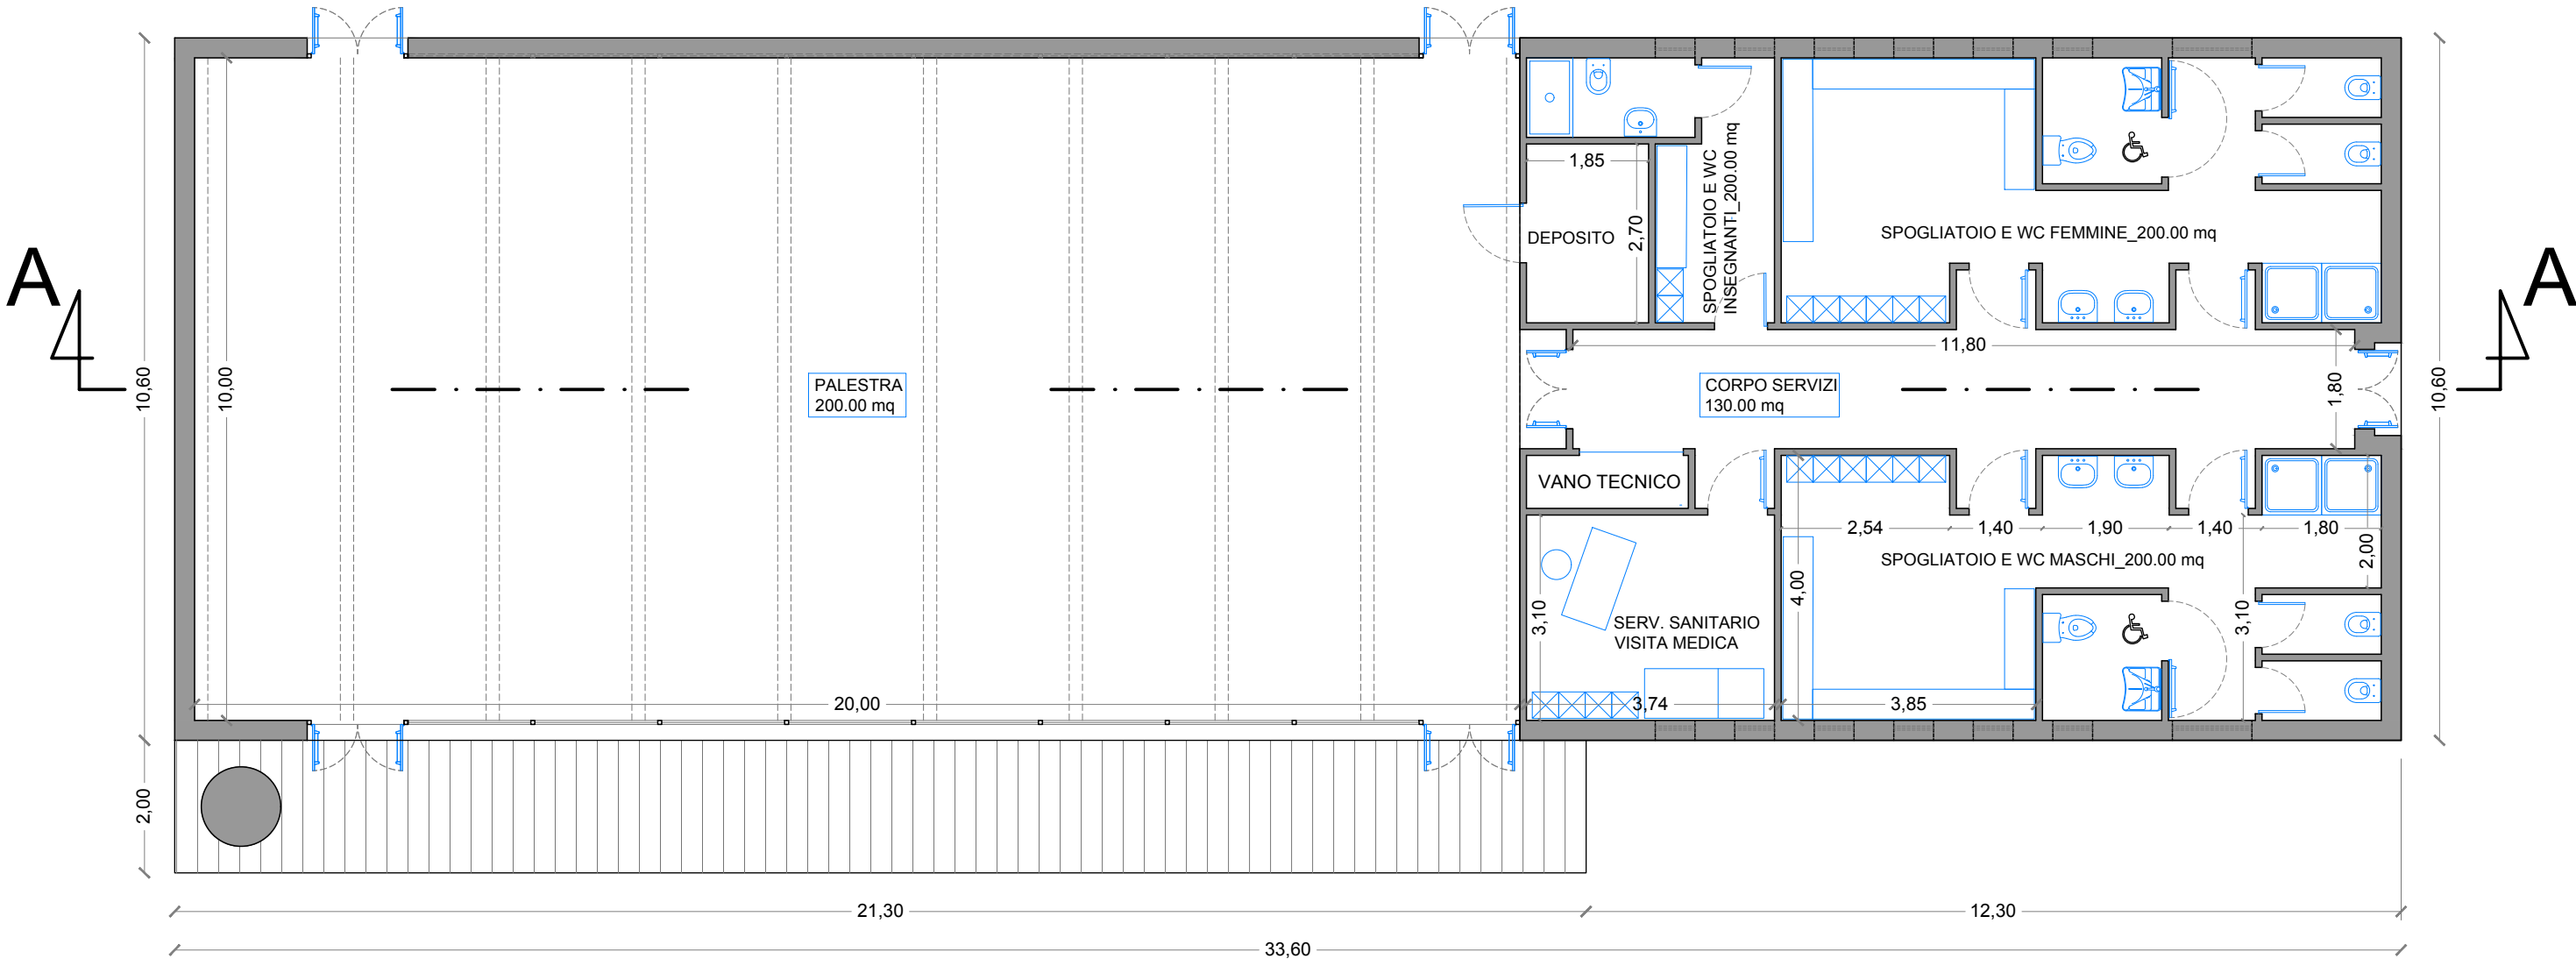 1,85
SPOGLIATOIO E WC
INSEGNANTI_200.00 mq
2,70
DEPOSITO
SPOGLIATOIO E WC FEMMINE_200.00 mq
A
A
11,80
10,60
10,00
PALESTRA
200.00 mq
CORPO SERVIZI
130.00 mq
1,80
10,60
VANO TECNICO
2,54
1,40
1,90
1,40
1,80
2,00
SPOGLIATOIO E WC MASCHI_200.00 mq
4,00
3,10
SERV. SANITARIO
VISITA MEDICA
3,10
20,00
3,74
3,85
2,00
21,30
12,30
33,60